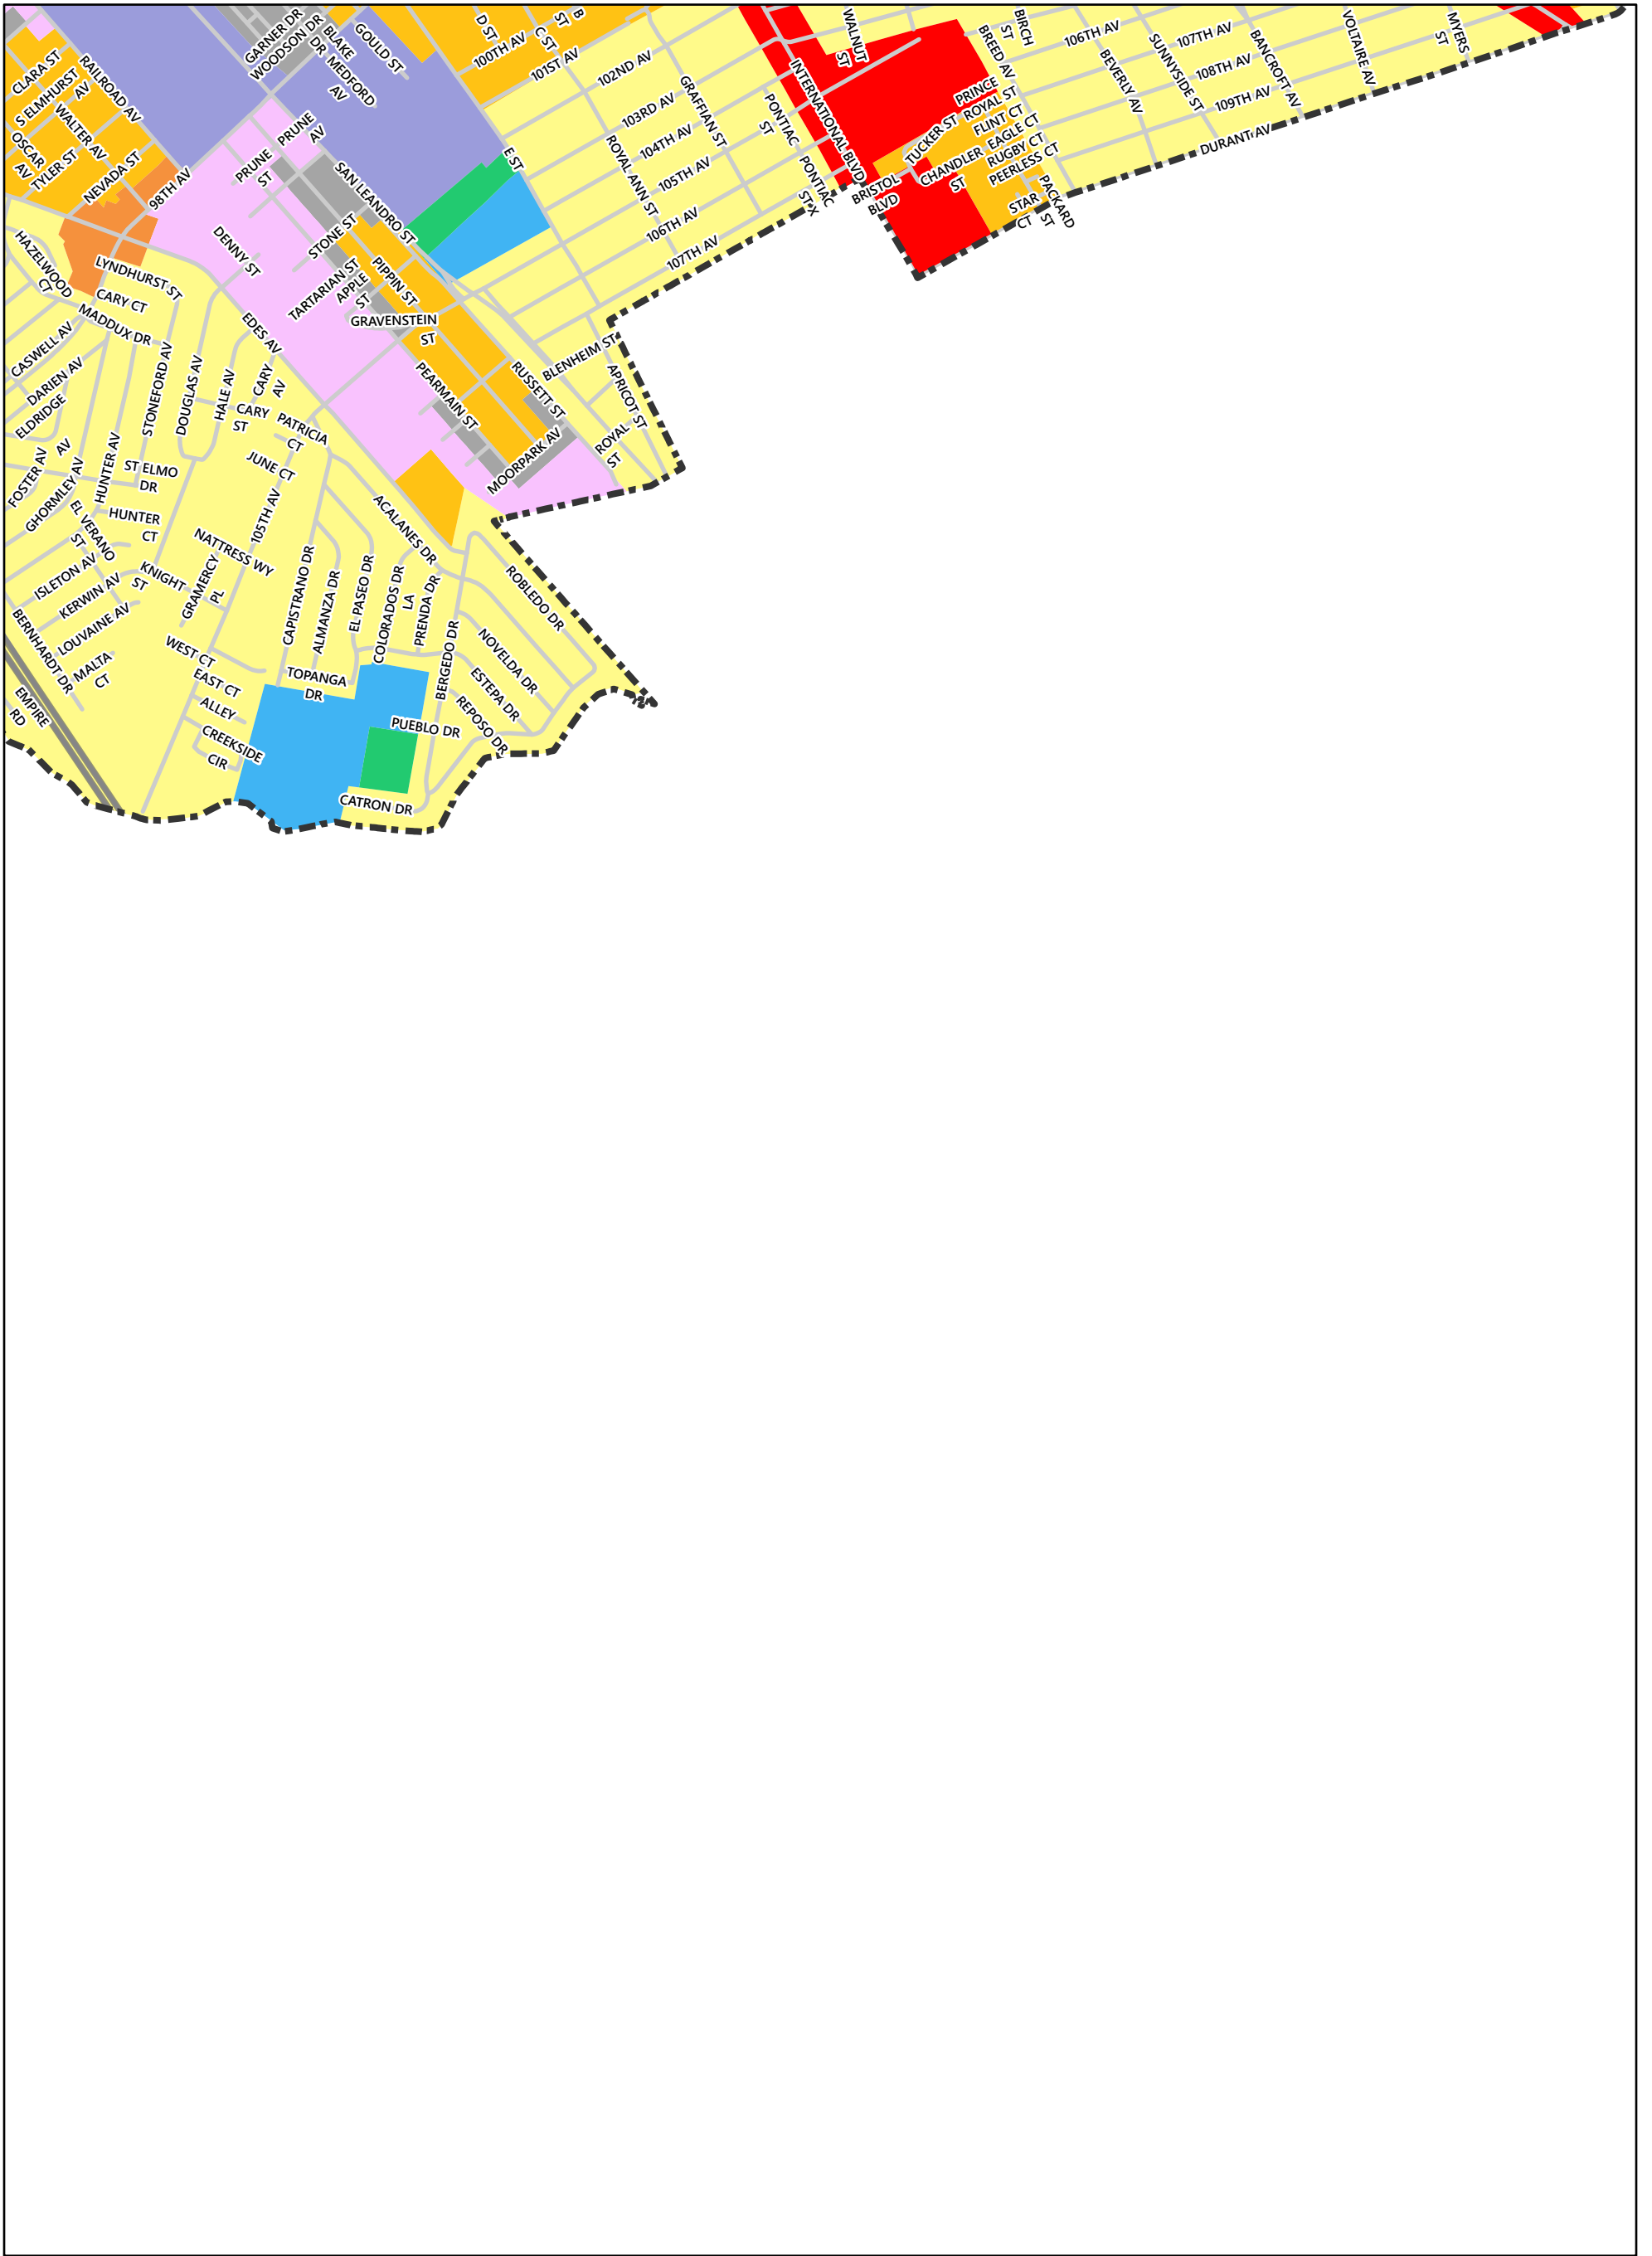 GARNER DR
WOODSON DR
BLAKE
DR
GOULD ST
MEDFORD
AV
D ST
C ST
B
ST
100TH AV
101ST AV
102ND AV
103RD AV
104TH AV
105TH AV
106TH AV
107TH AV
GRAFFIAN ST
ROYAL ANN ST
E ST
PONTIAC
ST
PONTIAC
ST X
INTERNATIONAL BLVD
WALNUT
ST
BREED AV
BIRCH
ST
PRINCE
ROYAL ST
TUCKER ST
FLINT CT
EAGLE CT
CHANDLER
ST
RUGBY CT
PEERLESS CT
BRISTOL
BLVD
STAR
CT
PACKARD
ST
106TH AV
BEVERLY AV
SUNNYSIDE ST
107TH AV
108TH AV
109TH AV
BANCROFT AV
DURANT AV
VOLTAIRE AV
MYERS
ST
CLARA ST
S ELMHURST
AV
RAILROAD AV
WALTER AV
OSCAR
AV
TYLER ST
NEVADA ST
98TH AV
PRUNE
AV
PRUNE
ST
SAN LEANDRO ST
STONE ST
DENNY ST
TARTARIAN ST
APPLE
ST
PIPPIN ST
GRAVENSTEIN
ST
PEARMAIN ST
RUSSETT ST
BLENHEIM ST
APRICOT ST
ROYAL
ST
MOORPARK AV
HAZELWOOD
CT
LYNDHURST ST
CARY CT
MADDUX DR
CASWELL AV
DARIEN AV
ELDRIDGE
AV
EDES AV
STONEFORD AV
DOUGLAS AV
HALE AV
CARY
AV
CARY
ST
PATRICIA
CT
JUNE CT
FOSTER AV
GHORMLEY AV
HUNTER AV
ST ELMO
DR
HUNTER
CT
EL VERANO
ST
ISLETON AV
KERWIN AV
LOUVAINE AV
KNIGHT
ST
MALTA
CT
BERNHARDT DR
EMPIRE
RD
NATTRESS WY
105TH AV
GRAMERCY
PL
WEST CT
EAST CT
ALLEY
CREEKSIDE
CIR
ACALANES DR
CAPISTRANO DR
ALMANZA DR
EL PASEO DR
COLORADOS DR
LA
PRENDA DR
BERGEDO DR
TOPANGA
DR
PUEBLO DR
CATRON DR
ROBLEDO DR
NOVELDA DR
ESTEPA DR
REPOSO DR